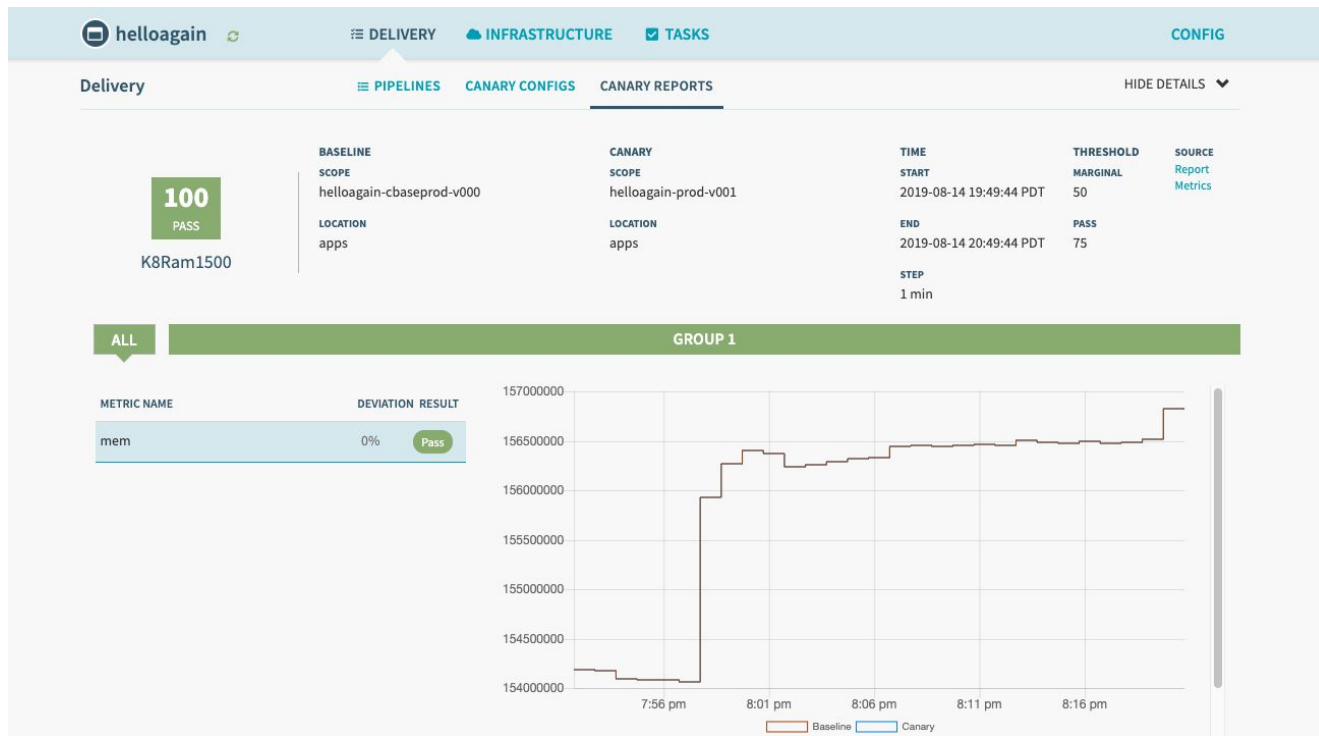 helloagain
DELIVERY INFRASTRUCTURE TASKS CONFIG
Delivery PIPELINES CANARY CONFIGS CANARY REPORTS HIDE DETAILS
100
PASS
K8Ram1500
BASELINE
SCOPE
helloagain-cbaseprod-v000
LOCATION
apps
CANARY
SCOPE
helloagain-prod-v001
LOCATION
apps
TIME
START
2019-08-14 19:49:44 PDT
END
2019-08-14 20:49:44 PDT
STEP
1 min
THRESHOLD
MARGINAL
50
PASS
75
SOURCE
Report
Metrics
ALL GROUP 1
METRIC NAME DEVIATION RESULT
mem 0% Pass
157000000
156500000
156000000
155500000
155000000
154500000
154000000
7:56 pm 8:01 pm 8:06 pm 8:11 pm 8:16 pm
Baseline Canary